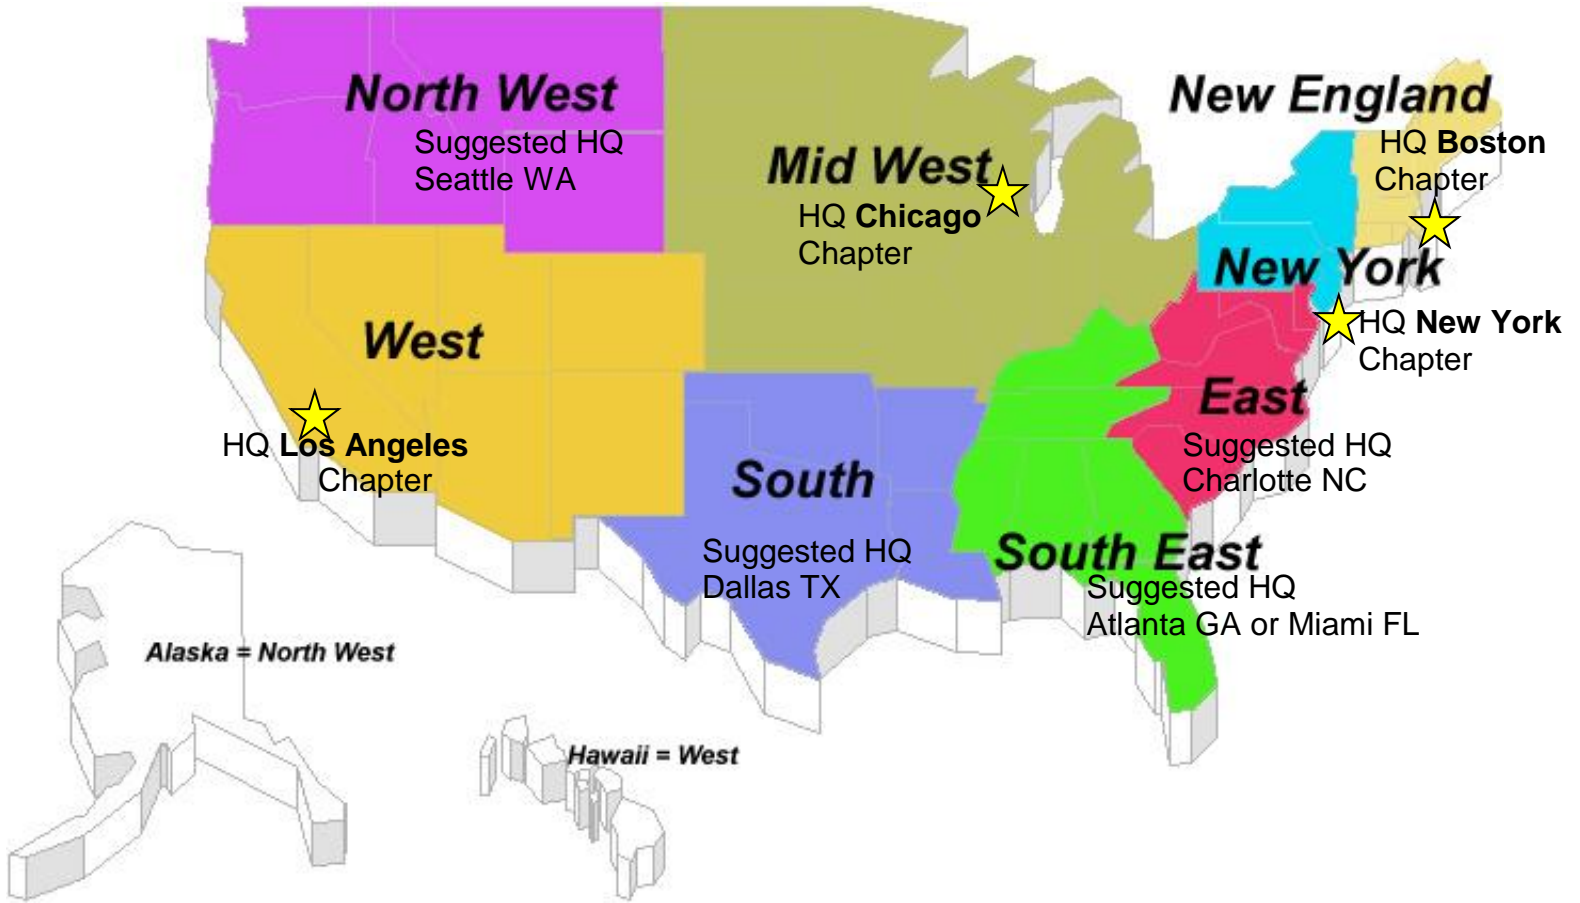 North West
Suggested HQ
Seattle WA
Mid West
HQ Chicago
Chapter
New England
HQ Boston
Chapter
New York
HQ New York
Chapter
West
HQ Los Angeles
Chapter
East
Suggested HQ
Charlotte NC
South
Suggested HQ
Dallas TX
South East
Suggested HQ
Atlanta GA or Miami FL
Alaska = North West
Hawaii = West